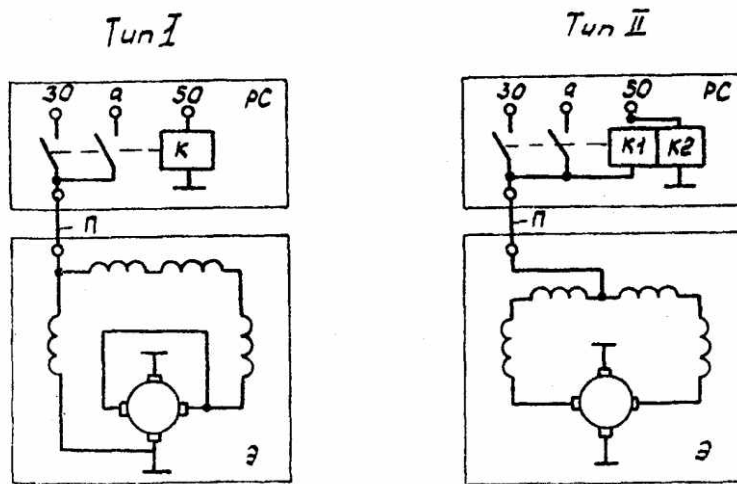 Тип I
Тип II
30 а 50 РС
К
П
Э
30 а 50 РС
К1 К2
П
Э